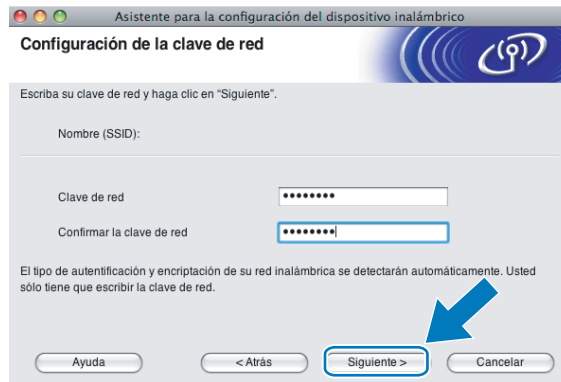 Asistente para la configuración del dispositivo inalámbrico
Configuración de la clave de red
Escriba su clave de red y haga clic en “Siguiente”.
Nombre (SSID):
Clave de red ••••••••
Confirmar la clave de red ••••••••
El tipo de autentificación y encriptación de su red inalámbrica se detectarán automáticamente. Usted
sólo tiene que escribir la clave de red.
Ayuda < Atrás Siguiente > Cancelar